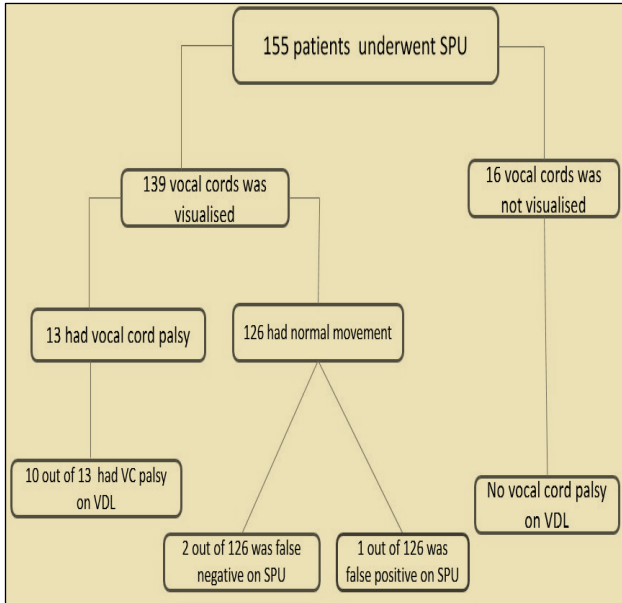 155 patients underwent SPU
139 vocal cords was
visualised
16 vocal cords was
not visualised
13 had vocal cord palsy
126 had normal movement
10 out of 13 had VC palsy
on VDL
No vocal cord palsy
on VDL
2 out of 126 was false
negative on SPU
1 out of 126 was
false positive on SPU